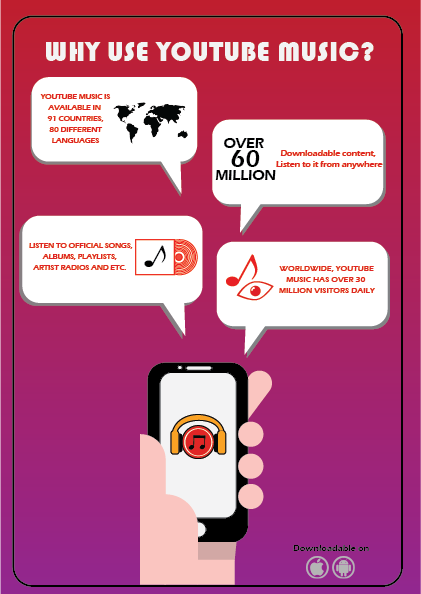 WHY USE YOUTUBE MUSIC?
YOUTUBE MUSIC IS
AVAILABLE IN
91 COUNTRIES,
80 DIFFERENT
LANGUAGES
OVER
60
MILLION
Downloadable content,
Listen to it from anywhere
LISTEN TO OFFICIAL SONGS,
ALBUMS, PLAYLISTS,
ARTIST RADIOS AND ETC.
WORLDWIDE, YOUTUBE
MUSIC HAS OVER 30
MILLION VISITORS DAILY
Downloadable on